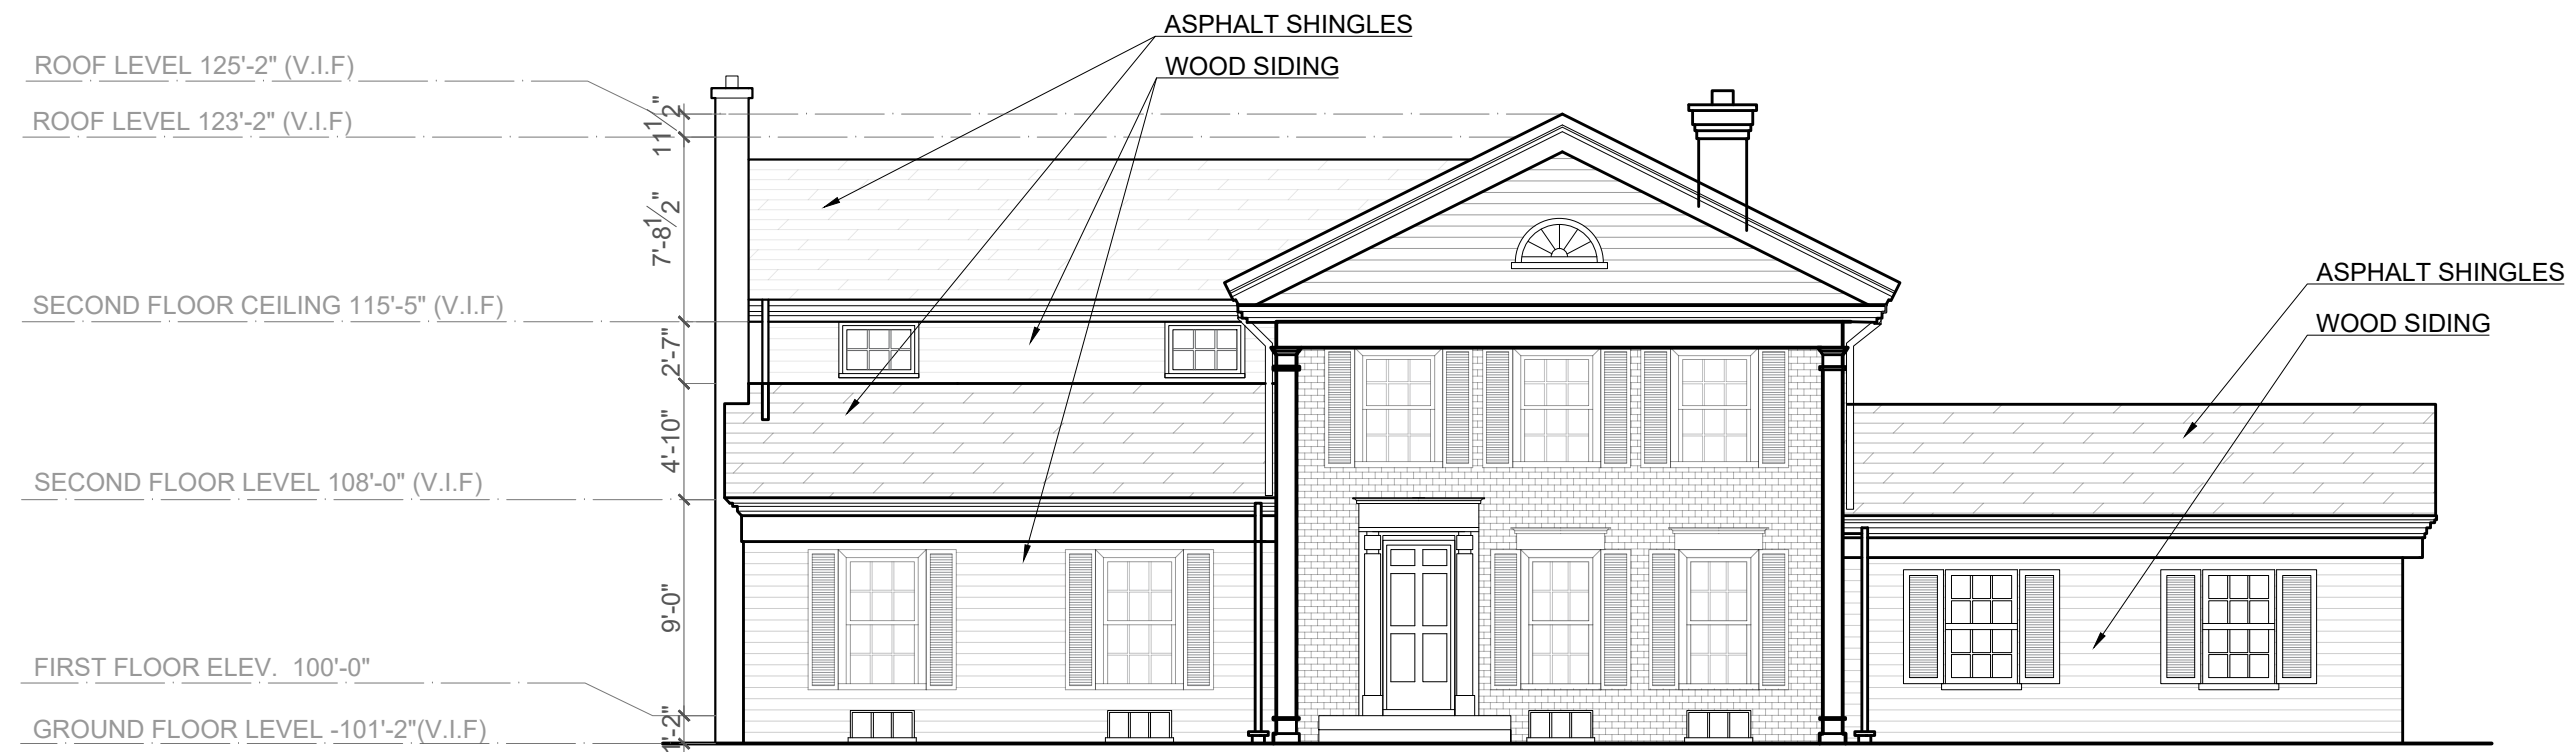 ASPHALT SHINGLES
WOOD SIDING
ROOF LEVEL 125'-2" (V.I.F)
ROOF LEVEL 123'-2" (V.I.F)
SECOND FLOOR CEILING 115'-5" (V.I.F)
SECOND FLOOR LEVEL 108'-0" (V.I.F)
FIRST FLOOR ELEV. 100'-0"
GROUND FLOOR LEVEL -101'-2"(V.I.F)
11 1/2"
7'-8 1/2"
2'-7"
4'-10"
9'-0"
1'-2"
ASPHALT SHINGLES
WOOD SIDING